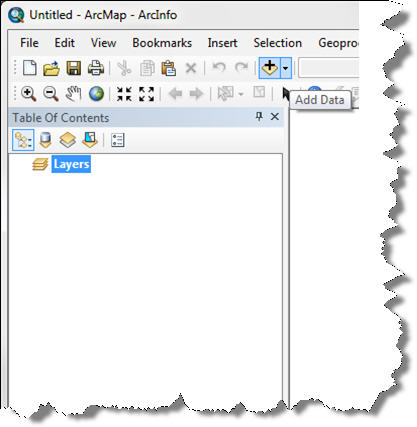 Untitled - ArcMap - ArcInfo
File Edit View Bookmarks Insert Selection
Add Data
Table Of Contents
Layers